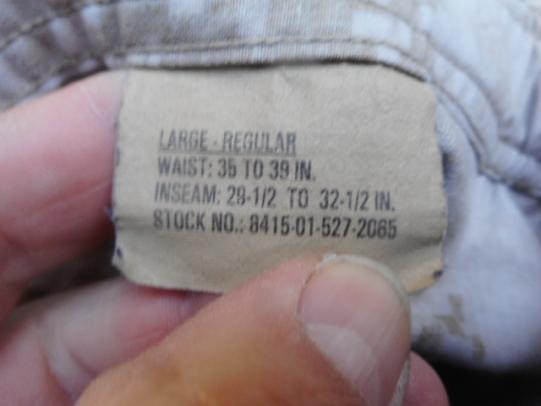 LARGE - REGULAR
WAIST: 35 TO 39 IN.
INSEAM: 29-1/2 TO 32-1/2 IN.
STOCK NO.: 8415-01-527-2065